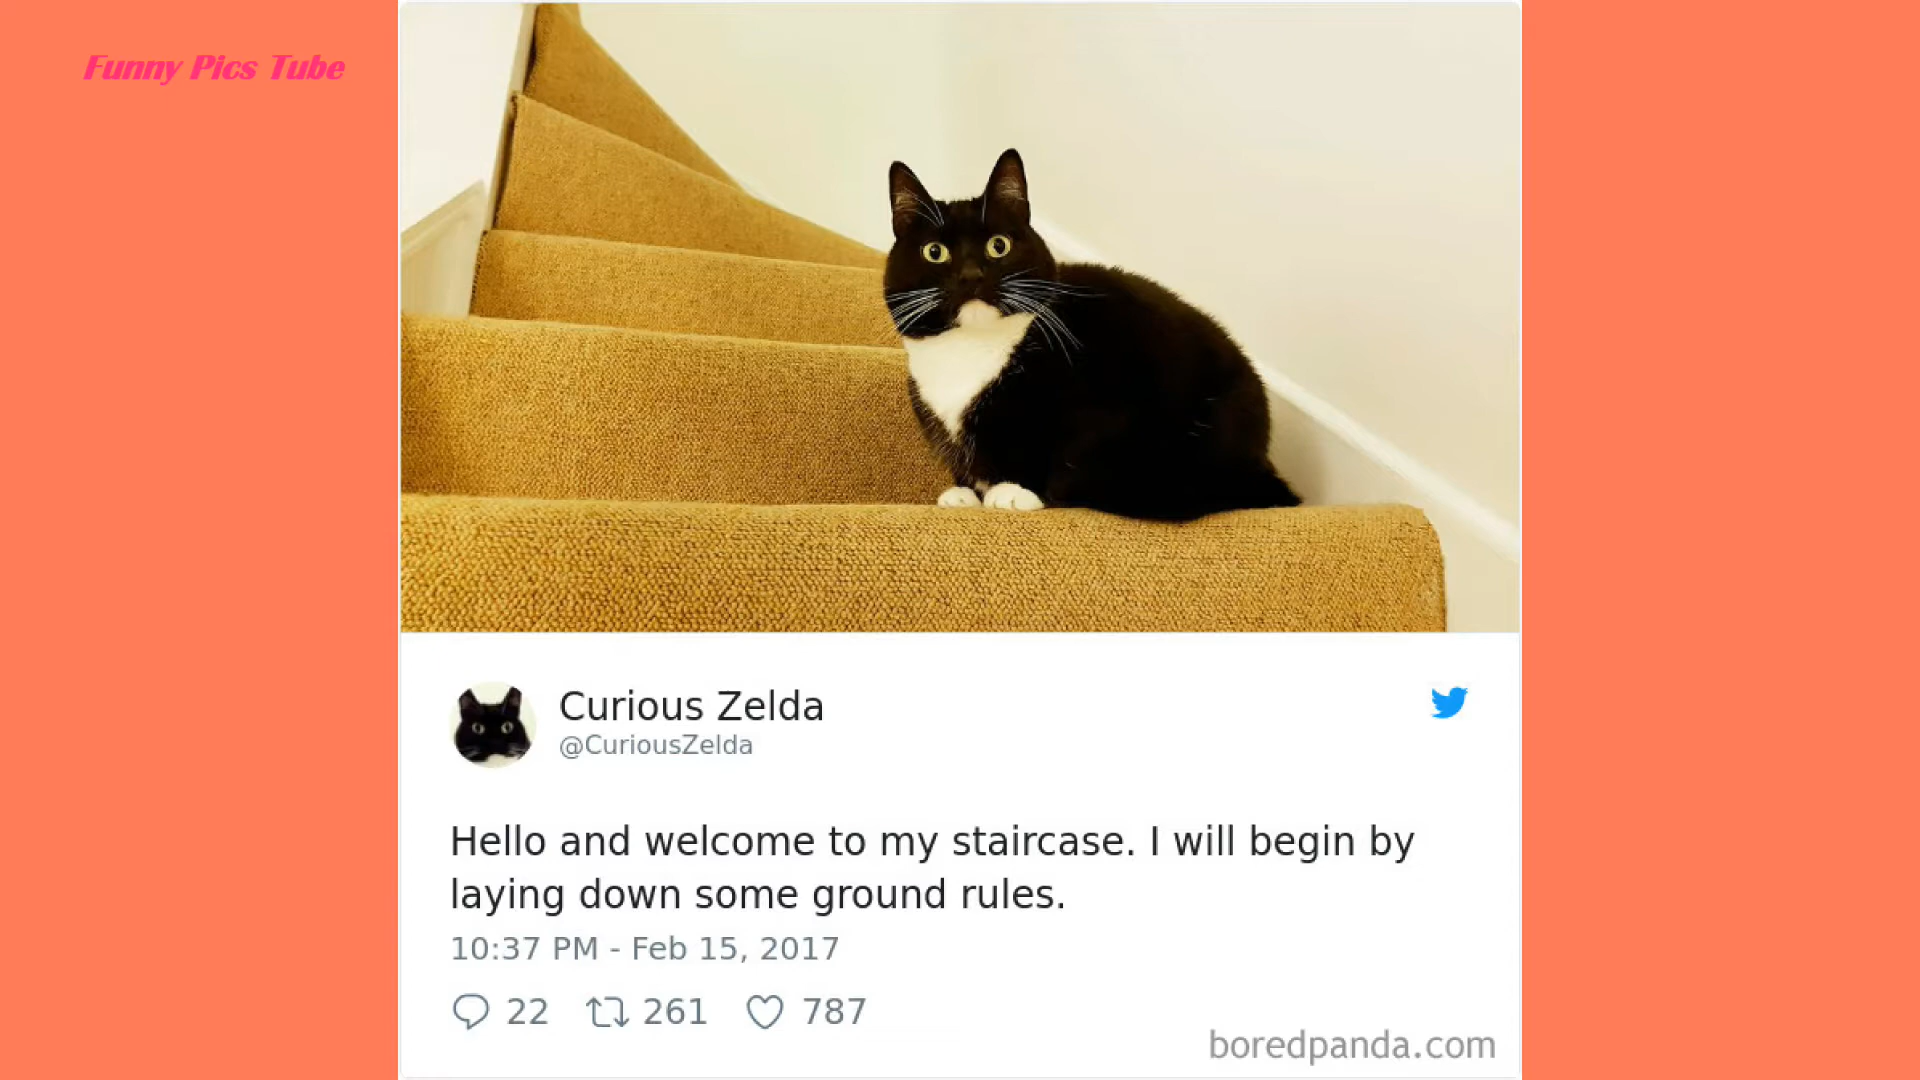 Funny Pics Tube
Curious Zelda
@CuriousZelda
Hello and welcome to my staircase. I will begin by
laying down some ground rules.
10:37 PM - Feb 15, 2017
22 261 787
boredpanda.com